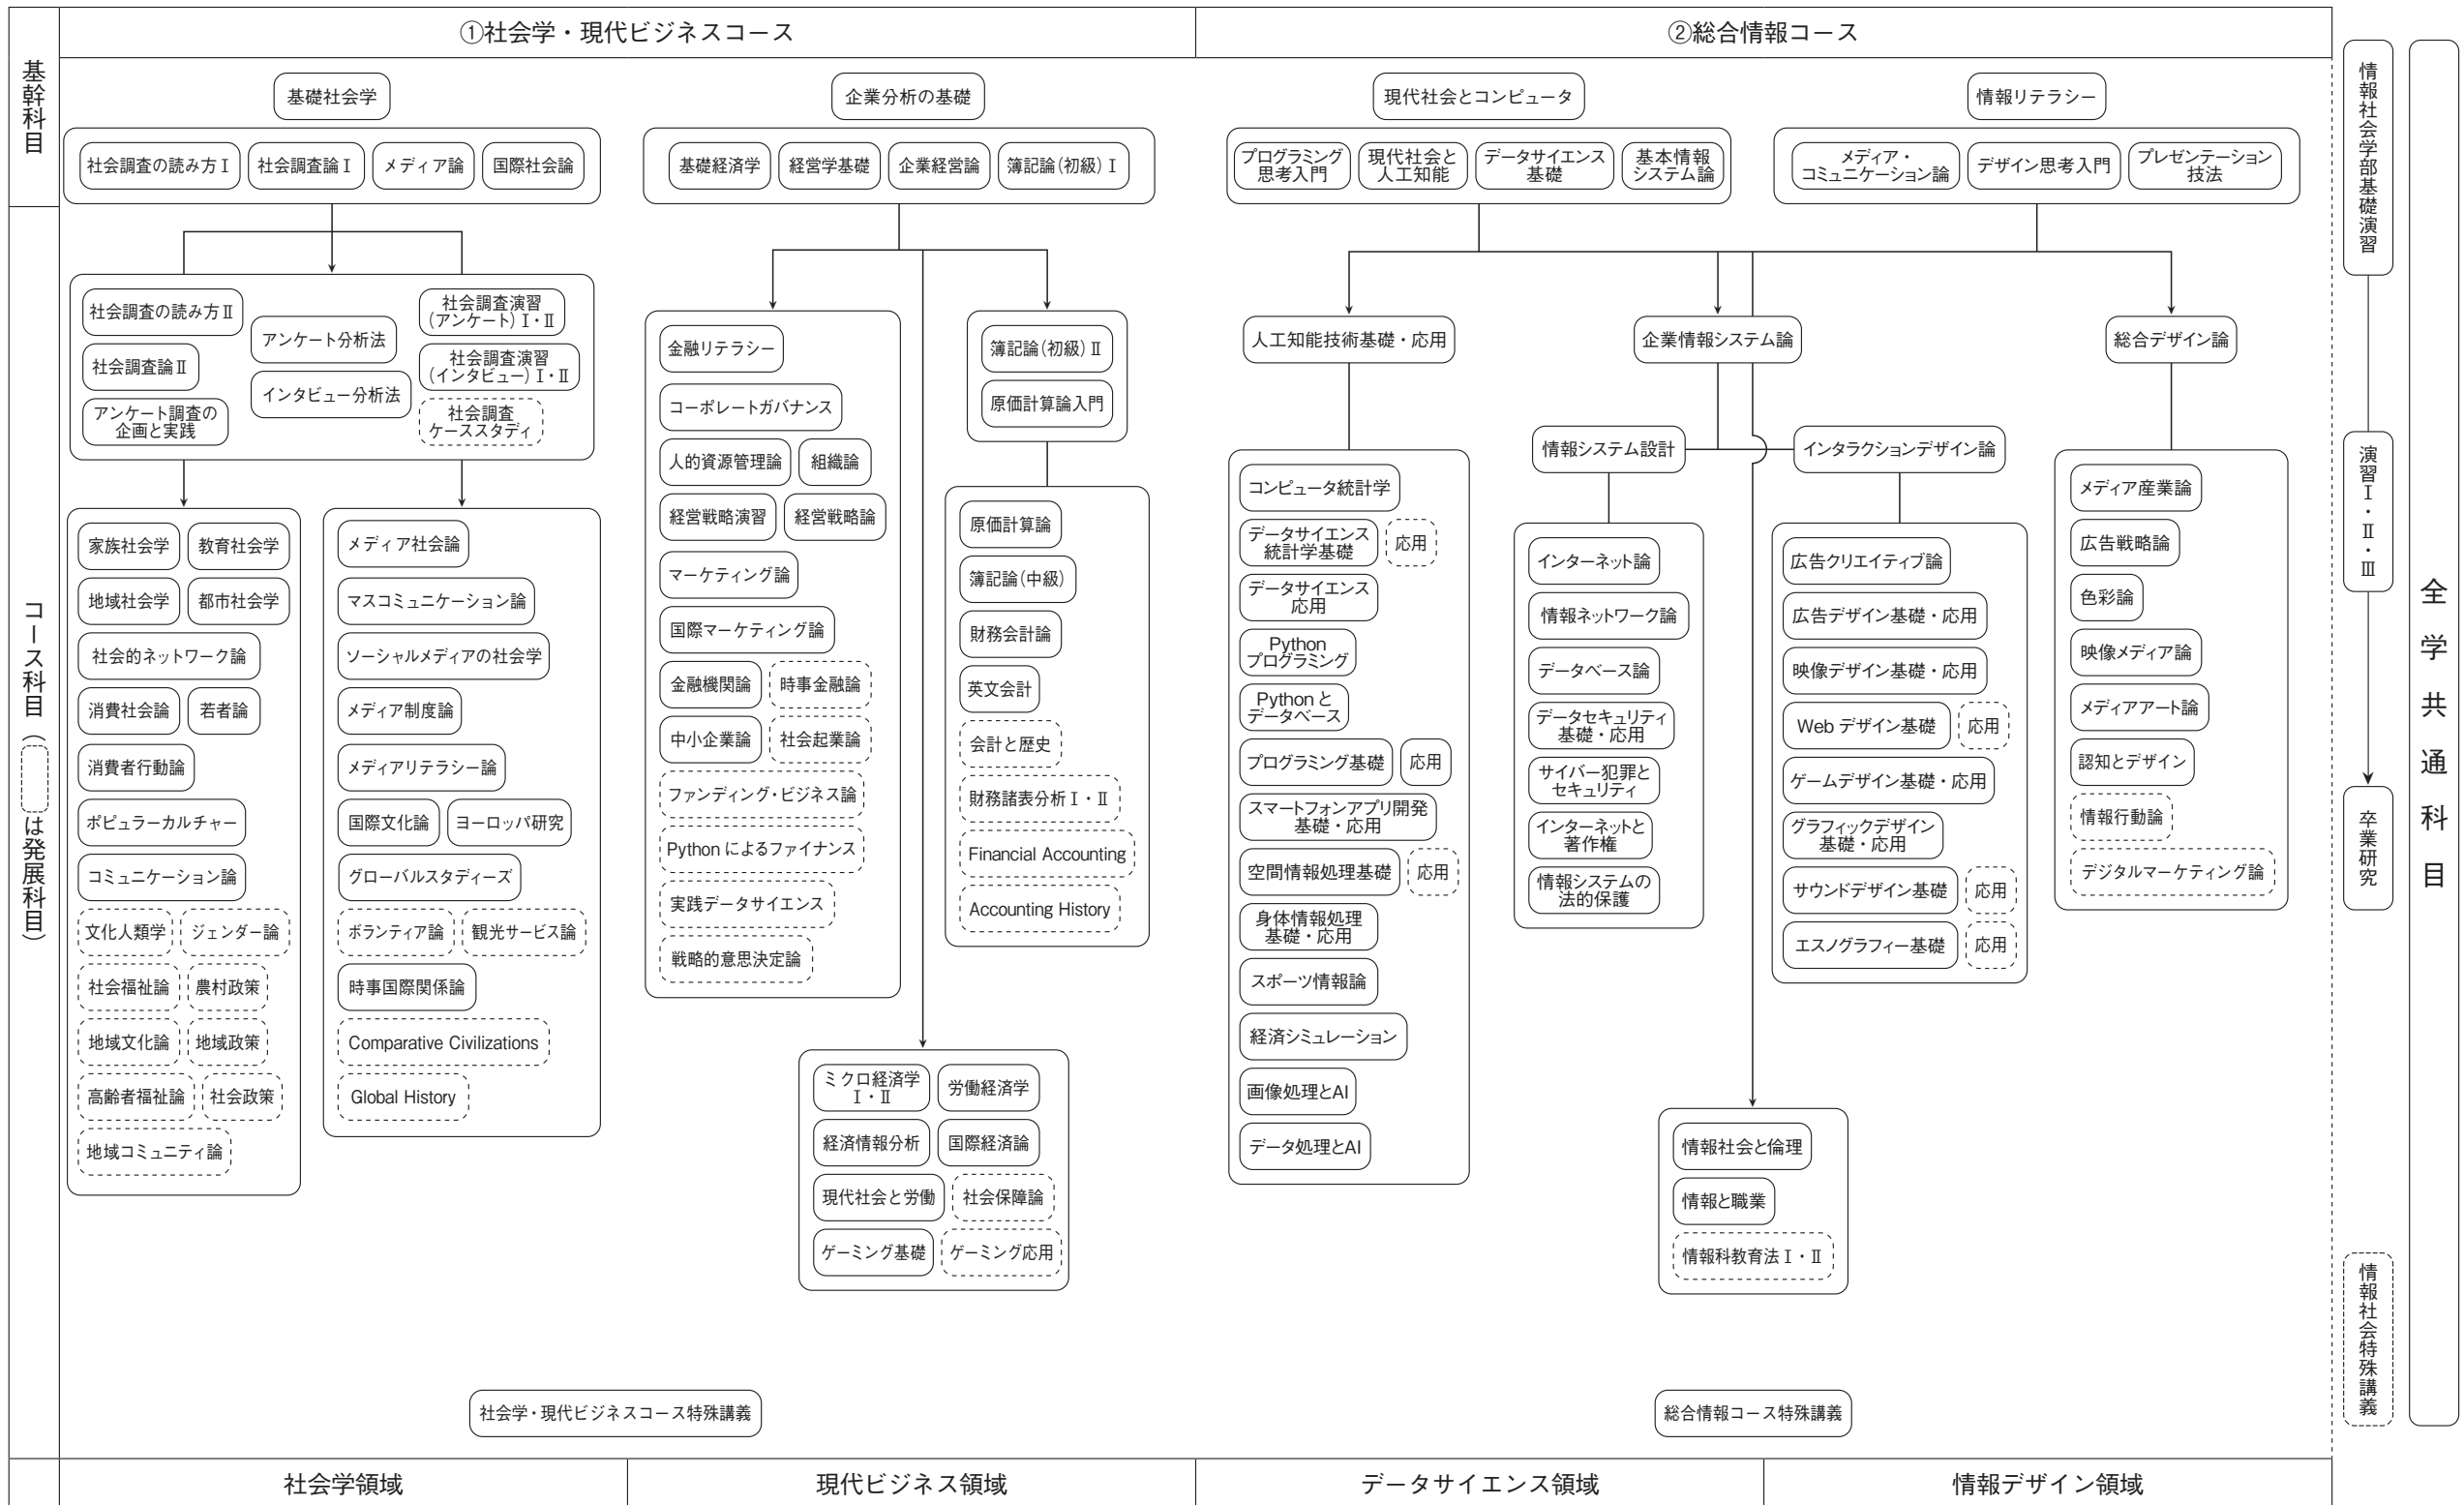 ①社会学・現代ビジネスコース
②総合情報コース
基幹科目
基礎社会学
社会調査の読み方Ⅰ
社会調査論Ⅰ
メディア論
国際社会論
企業分析の基礎
基礎経済学
経営学基礎
企業経営論
簿記論(初級)Ⅰ
現代社会とコンピュータ
プログラミング
思考入門
現代社会と
人工知能
データサイエンス
基礎
基本情報
システム論
情報リテラシー
メディア・
コミュニケーション論
デザイン思考入門
プレゼンテーション
技法
コース科目(
は発展科目)
社会調査の読み方Ⅱ
社会調査論Ⅱ
アンケート調査の
企画と実践
アンケート分析法
インタビュー分析法
社会調査演習
(アンケート)Ⅰ・Ⅱ
社会調査演習
(インタビュー)Ⅰ・Ⅱ
社会調査
ケーススタディ
家族社会学
教育社会学
地域社会学
都市社会学
社会的ネットワーク論
消費社会論
若者論
消費者行動論
ポピュラーカルチャー
コミュニケーション論
文化人類学
ジェンダー論
社会福祉論
農村政策
地域文化論
地域政策
高齢者福祉論
社会政策
地域コミュニティ論
メディア社会論
マスコミュニケーション論
ソーシャルメディアの社会学
メディア制度論
メディアリテラシー論
国際文化論
ヨーロッパ研究
グローバルスタディーズ
ボランティア論
観光サービス論
時事国際関係論
Comparative Civilizations
Global History
金融リテラシー
コーポレートガバナンス
人的資源管理論
組織論
経営戦略演習
経営戦略論
マーケティング論
国際マーケティング論
金融機関論
時事金融論
中小企業論
社会起業論
ファンディング・ビジネス論
Pythonによるファイナンス
実践データサイエンス
戦略的意思決定論
簿記論(初級)Ⅱ
原価計算論入門
原価計算論
簿記論(中級)
財務会計論
英文会計
会計と歴史
財務諸表分析Ⅰ・Ⅱ
Financial Accounting
Accounting History
ミクロ経済学
Ⅰ・Ⅱ
労働経済学
経済情報分析
国際経済論
現代社会と労働
社会保障論
ゲーミング基礎
ゲーミング応用
社会学・現代ビジネスコース特殊講義
人工知能技術基礎・応用
企業情報システム論
総合デザイン論
情報システム設計
インタラクションデザイン論
コンピュータ統計学
データサイエンス
統計学基礎
応用
データサイエンス
応用
Python
プログラミング
Pythonと
データベース
プログラミング基礎
応用
スマートフォンアプリ開発
基礎・応用
空間情報処理基礎
応用
身体情報処理
基礎・応用
スポーツ情報論
経済シミュレーション
画像処理とAI
データ処理とAI
インターネット論
情報ネットワーク論
データベース論
データセキュリティ
基礎・応用
サイバー犯罪と
セキュリティ
インターネットと
著作権
情報システムの
法的保護
広告クリエイティブ論
広告デザイン基礎・応用
映像デザイン基礎・応用
Webデザイン基礎
応用
ゲームデザイン基礎・応用
グラフィックデザイン
基礎・応用
サウンドデザイン基礎
応用
エスノグラフィー基礎
応用
メディア産業論
広告戦略論
色彩論
映像メディア論
メディアアート論
認知とデザイン
情報行動論
デジタルマーケティング論
情報社会と倫理
情報と職業
情報科教育法Ⅰ・Ⅱ
総合情報コース特殊講義
情報社会学部基礎演習
演習Ⅰ・Ⅱ・Ⅲ
卒業研究
情報社会特殊講義
全学共通科目
社会学領域
現代ビジネス領域
データサイエンス領域
情報デザイン領域